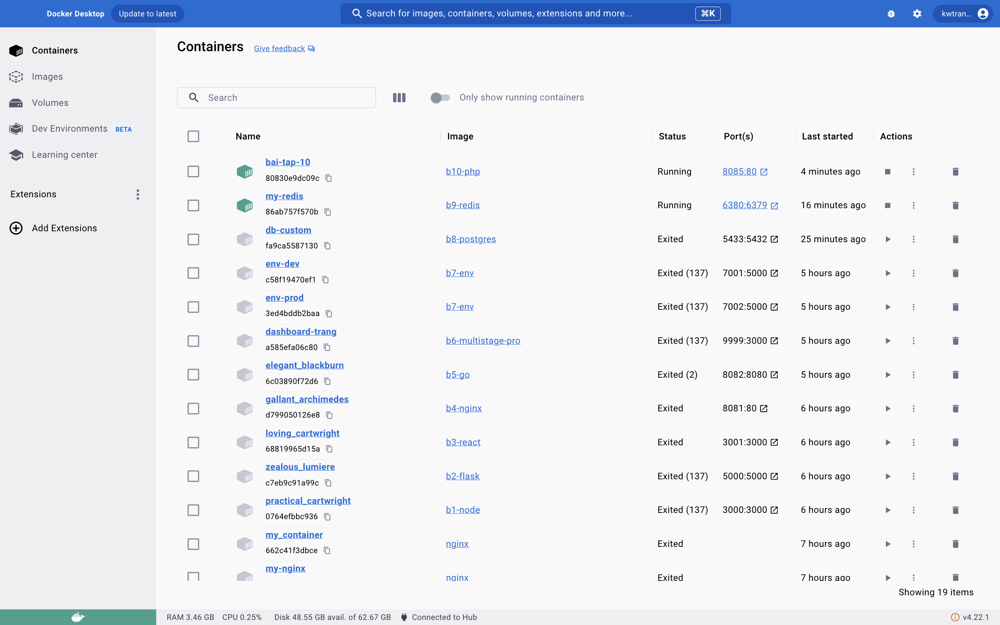 Docker Desktop Update to latest Search for images, containers, volumes, extensions and more... ⌘K kwtran...
Containers
Images
Volumes
Dev Environments BETA
Learning center
Extensions
Add Extensions
Containers Give feedback
Search Only show running containers
Name Image Status Port(s) Last started Actions
bai-tap-10
80830e9dc09c
b10-php Running 8085:80 4 minutes ago
my-redis
86ab757f570b
b9-redis Running 6380:6379 16 minutes ago
db-custom
fa9ca5587130
b8-postgres Exited 5433:5432 25 minutes ago
env-dev
c58f19470ef1
b7-env Exited (137) 7001:5000 5 hours ago
env-prod
3ed4bddb2baa
b7-env Exited (137) 7002:5000 5 hours ago
dashboard-trang
a585efa06c80
b6-multistage-pro Exited (137) 9999:3000 5 hours ago
elegant_blackburn
6c03890f72d6
b5-go Exited (2) 8082:8080 5 hours ago
gallant_archimedes
d799050126e8
b4-nginx Exited 8081:80 6 hours ago
loving_cartwright
68819965d15a
b3-react Exited 3001:3000 6 hours ago
zealous_lumiere
c7eb9c91a99c
b2-flask Exited (137) 5000:5000 6 hours ago
practical_cartwright
0764efbbc936
b1-node Exited (137) 3000:3000 6 hours ago
my_container
662c41f3dbce
nginx Exited 7 hours ago
my-nginx
nginx Exited 7 hours ago
Showing 19 items
RAM 3.46 GB CPU 0.25% Disk 48.55 GB avail. of 62.67 GB Connected to Hub v4.22.1